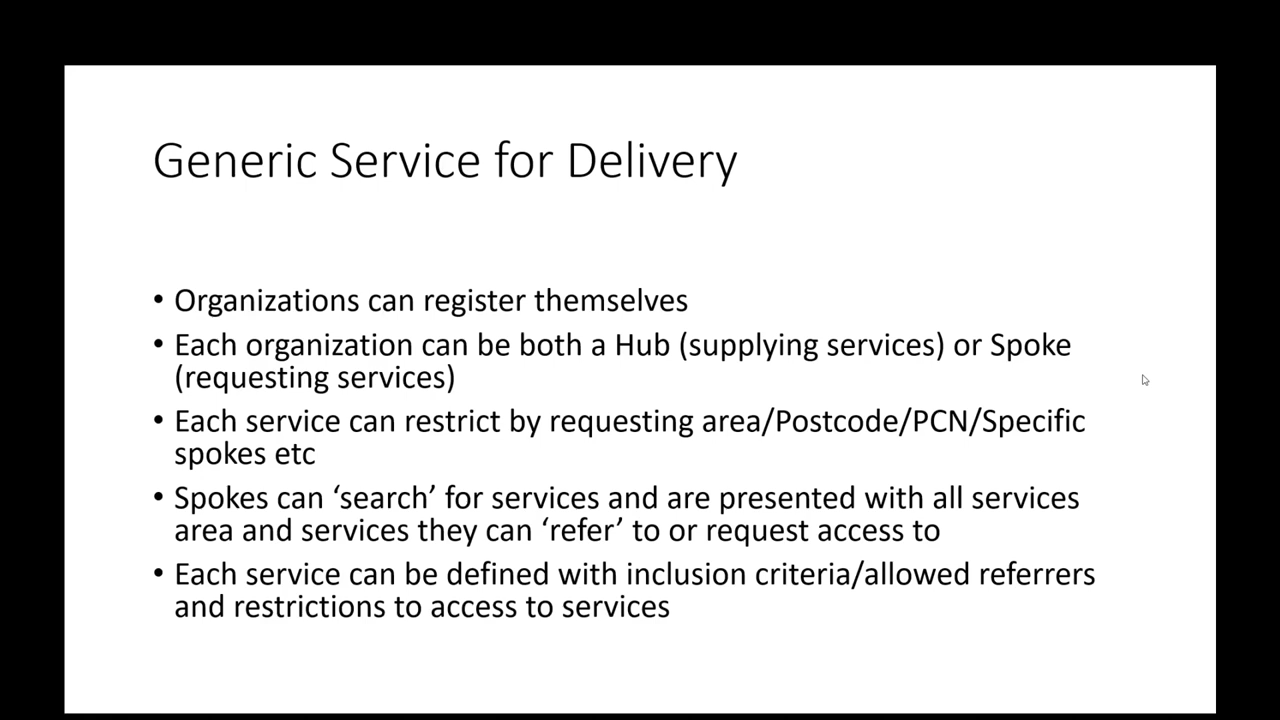 Generic Service for Delivery
• Organizations can register themselves
• Each organization can be both a Hub (supplying services) or Spoke
(requesting services)
• Each service can restrict by requesting area/Postcode/PCN/Specific
spokes etc
• Spokes can ‘search’ for services and are presented with all services
area and services they can ‘refer’ to or request access to
• Each service can be defined with inclusion criteria/allowed referrers
and restrictions to access to services